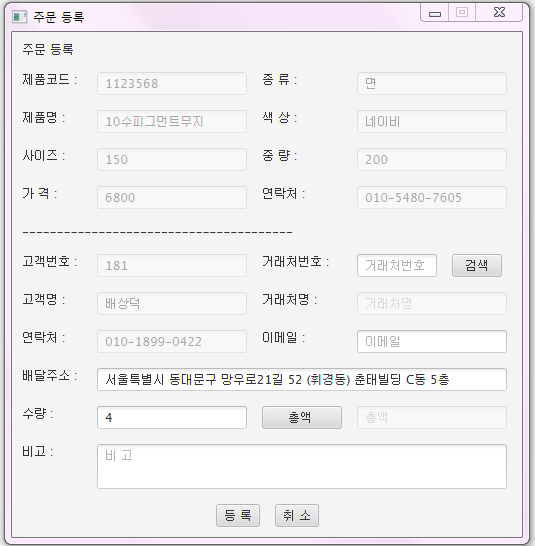 주문 등록
주문 등록
제품코드 : 1123568 종 류 : 면
제품명 : 10수피그먼트무지 색 상 : 네이비
사이즈 : 150 중 량 : 200
가 격 : 6800 연락처 : 010-5480-7605
---------------------------------------
고객번호 : 181 거래처번호 : 거래처번호 검색
고객명 : 배상덕 거래처명 : 거래처명
연락처 : 010-1899-0422 이메일 : 이메일
배달주소 : 서울특별시 동대문구 망우로21길 52 (휘경동) 춘태빌딩 C동 5층
수량 : 4 총액 총액
비고 : 비 고
등 록 취 소